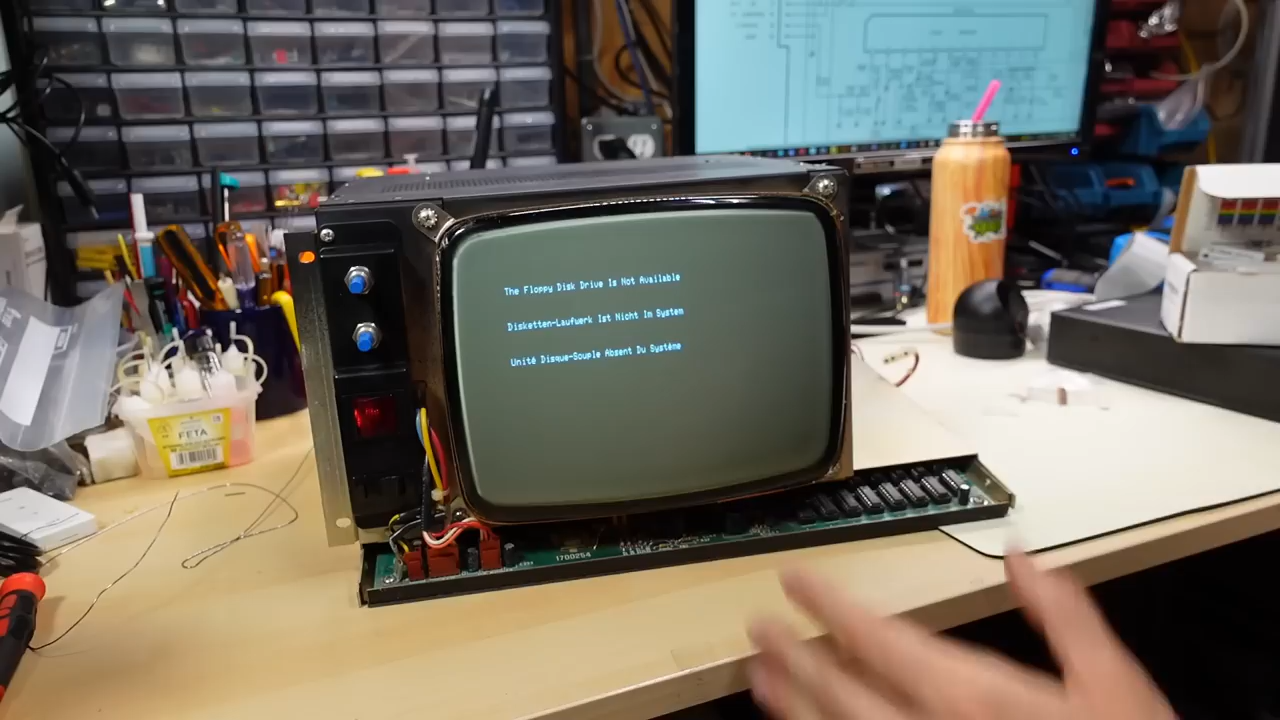 The Floppy Disk Drive Is Not Available
Disketten-Laufwerk Ist Nicht Im System
Unité Disque-Souple Absent Du Système
FETA
1700254